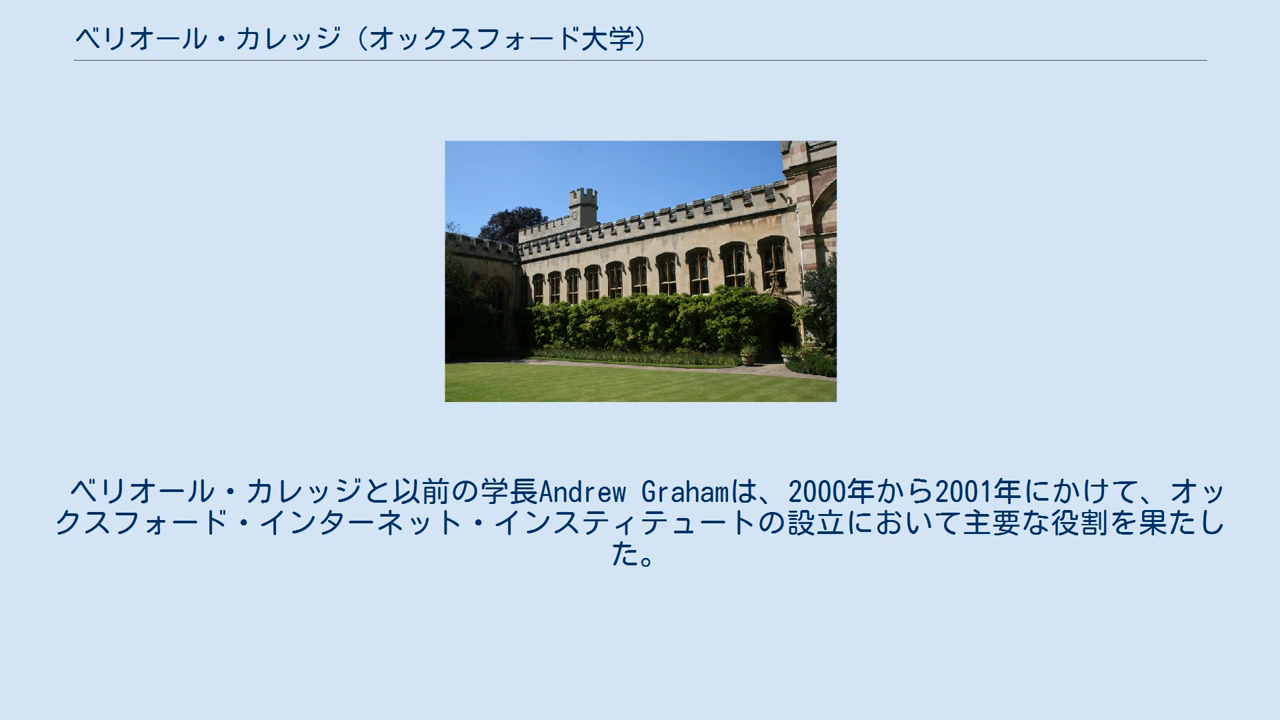 ベリオール・カレッジ（オックスフォード大学）
ベリオール・カレッジと以前の学長Andrew Grahamは、2000年から2001年にかけて、オッ
クスフォード・インターネット・インスティテュートの設立において主要な役割を果たし
た。